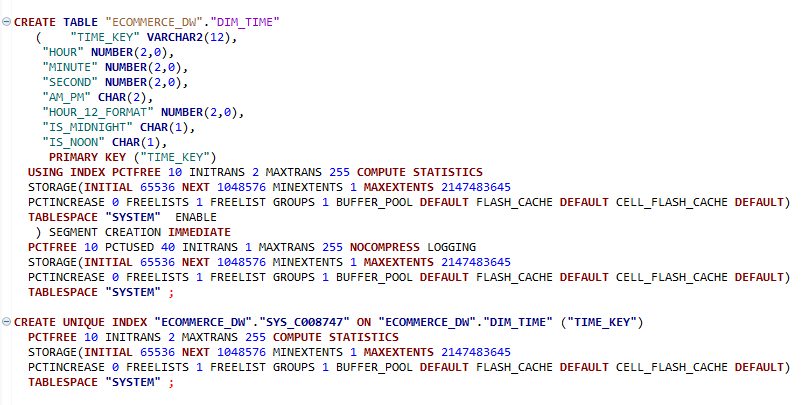 CREATE TABLE "ECOMMERCE_DW"."DIM_TIME"
( "TIME_KEY" VARCHAR2(12),
"HOUR" NUMBER(2,0),
"MINUTE" NUMBER(2,0),
"SECOND" NUMBER(2,0),
"AM_PM" CHAR(2),
"HOUR_12_FORMAT" NUMBER(2,0),
"IS_MIDNIGHT" CHAR(1),
"IS_NOON" CHAR(1),
PRIMARY KEY ("TIME_KEY")
USING INDEX PCTFREE 10 INITRANS 2 MAXTRANS 255 COMPUTE STATISTICS
STORAGE(INITIAL 65536 NEXT 1048576 MINEXTENTS 1 MAXEXTENTS 2147483645
PCTINCREASE 0 FREELISTS 1 FREELIST GROUPS 1 BUFFER_POOL DEFAULT FLASH_CACHE DEFAULT CELL_FLASH_CACHE DEFAULT)
TABLESPACE "SYSTEM" ENABLE
) SEGMENT CREATION IMMEDIATE
PCTFREE 10 PCTUSED 40 INITRANS 1 MAXTRANS 255 NOCOMPRESS LOGGING
STORAGE(INITIAL 65536 NEXT 1048576 MINEXTENTS 1 MAXEXTENTS 2147483645
PCTINCREASE 0 FREELISTS 1 FREELIST GROUPS 1 BUFFER_POOL DEFAULT FLASH_CACHE DEFAULT CELL_FLASH_CACHE DEFAULT)
TABLESPACE "SYSTEM" ;
CREATE UNIQUE INDEX "ECOMMERCE_DW"."SYS_C008747" ON "ECOMMERCE_DW"."DIM_TIME" ("TIME_KEY")
PCTFREE 10 INITRANS 2 MAXTRANS 255 COMPUTE STATISTICS
STORAGE(INITIAL 65536 NEXT 1048576 MINEXTENTS 1 MAXEXTENTS 2147483645
PCTINCREASE 0 FREELISTS 1 FREELIST GROUPS 1 BUFFER_POOL DEFAULT FLASH_CACHE DEFAULT CELL_FLASH_CACHE DEFAULT)
TABLESPACE "SYSTEM" ;